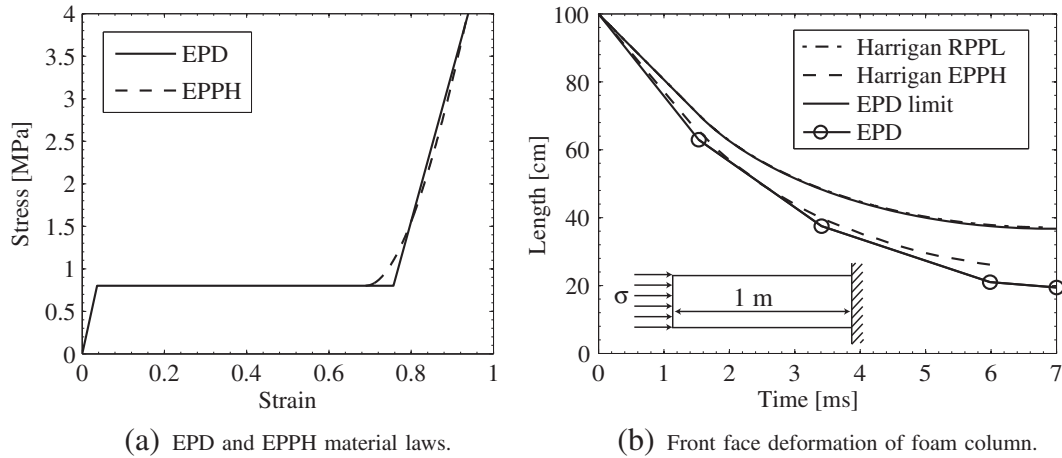 4
3.5
3
2.5
2
1.5
1
0.5
0
Stress [MPa]
EPD
EPPH
0 0.2 0.4 0.6 0.8 1
Strain
(a) EPD and EPPH material laws.
100
80
60
40
20
0
Length [cm]
Harrigan RPPL
Harrigan EPPH
EPD limit
EPD
σ
1 m
0 1 2 3 4 5 6 7
Time [ms]
(b) Front face deformation of foam column.